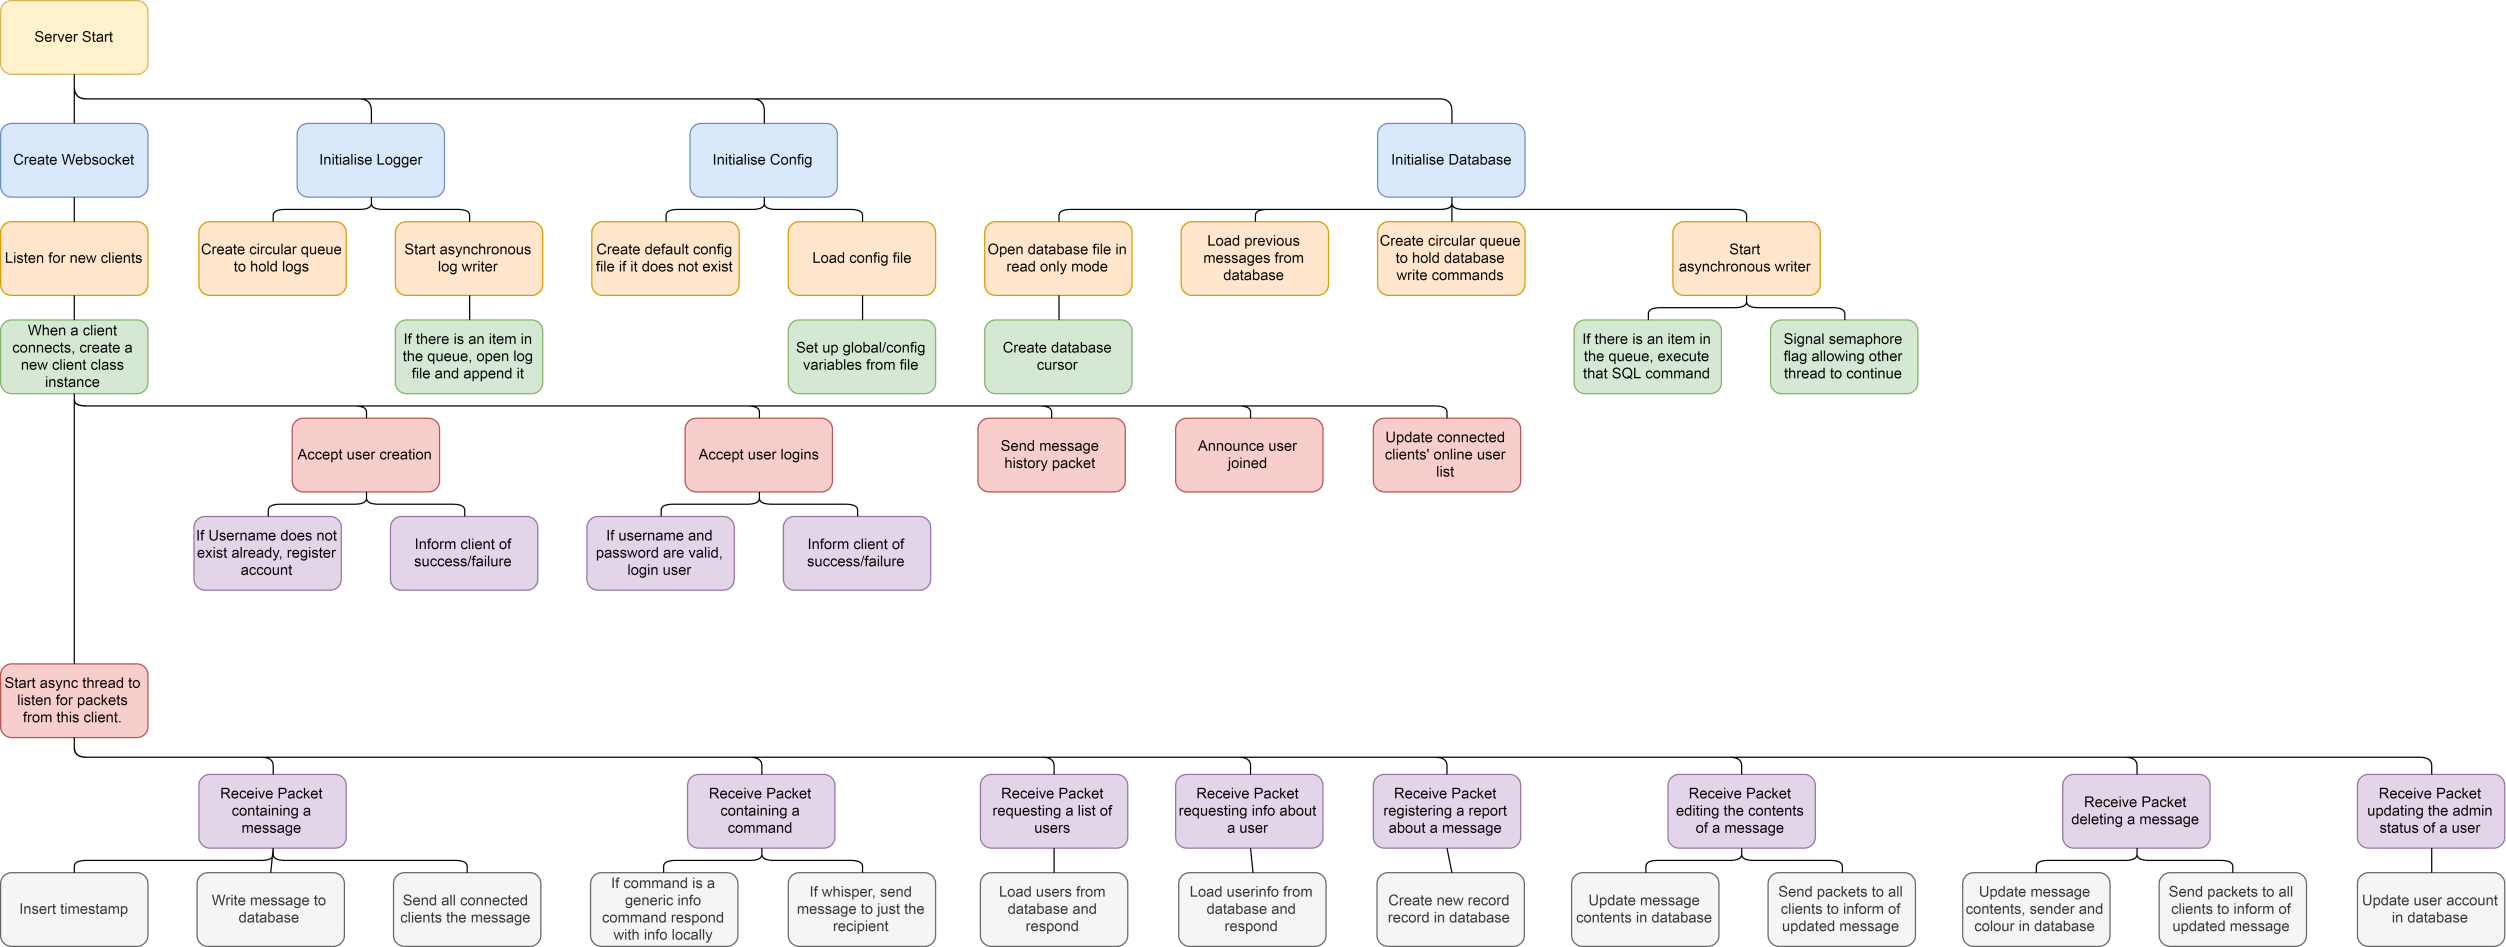 Server Start
Create Websocket
Initialise Logger
Initialise Config
Initialise Database
Listen for new clients
Create circular queue
to hold logs
Start asynchronous
log writer
Create default config
file if it does not exist
Load config file
Open database file in
read only mode
Load previous
messages from
database
Create circular queue
to hold database
write commands
Start
asynchronous writer
When a client
connects, create a
new client class
instance
If there is an item in
the queue, open log
file and append it
Set up global/config
variables from file
Create database
cursor
If there is an item in
the queue, execute
that SQL command
Signal semaphore
flag allowing other
thread to continue
Accept user creation
Accept user logins
Send message
history packet
Announce user
joined
Update connected
clients' online user
list
If Username does not
exist already, register
account
Inform client of
success/failure
If username and
password are valid,
login user
Inform client of
success/failure
Start async thread to
listen for packets
from this client.
Receive Packet
containing a
message
Receive Packet
containing a
command
Receive Packet
requesting a list of
users
Receive Packet
requesting info about
a user
Receive Packet
registering a report
about a message
Receive Packet
editing the contents
of a message
Receive Packet
deleting a message
Receive Packet
updating the admin
status of a user
Insert timestamp
Write message to
database
Send all connected
clients the message
If command is a
generic info
command respond
with info locally
If whisper, send
message to just the
recipient
Load users from
database and
respond
Load userinfo from
database and
respond
Create new record
record in database
Update message
contents in database
Send packets to all
clients to inform of
updated message
Update message
contents, sender and
colour in database
Send packets to all
clients to inform of
updated message
Update user account
in database